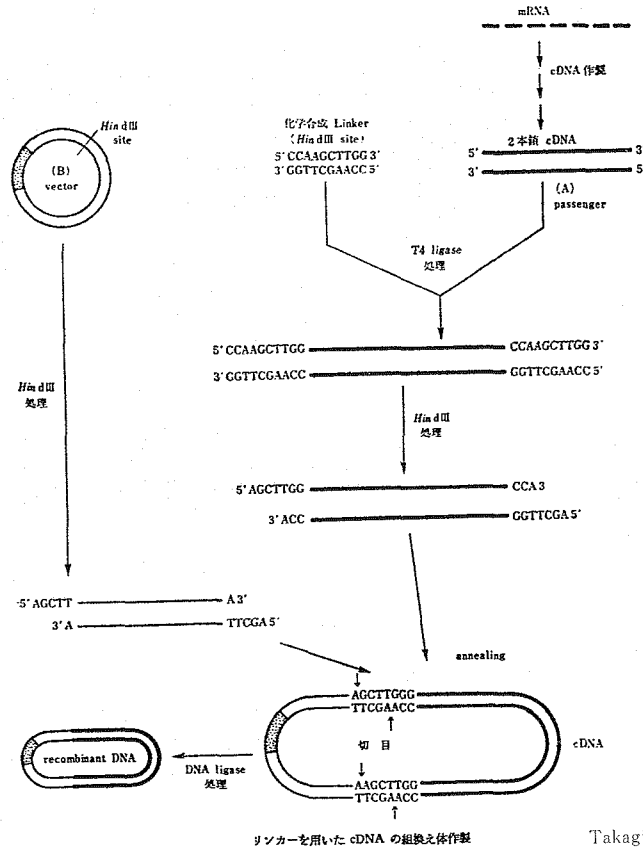 mRNA
cDNA 作製
Hind III
site
(B)
vector
化学合成 Linker
(Hind III site)
5' CCAAGCTTGG 3'
3' GGTTCGAACC 5'
2本鎖 cDNA
5' 3'
3' 5'
(A)
passenger
T4 ligase
処理
5' CCAAGCTTGG CCAAGCTTGG 3'
3' GGTTCGAACC GGTTCGAACC 5'
Hind III
処理
Hind III
処理
5' AGCTTGG CCA 3
3' ACC GGTTCGA 5'
5' AGCTT A 3'
3' A TTCGA 5'
annealing
AGCTTGGG
TTCGAACC
切目
cDNA
recombinant DNA
DNA ligase
処理
AAGCTTGG
TTCGAACC
リンカーを用いた cDNA の組換え体作製
Takag